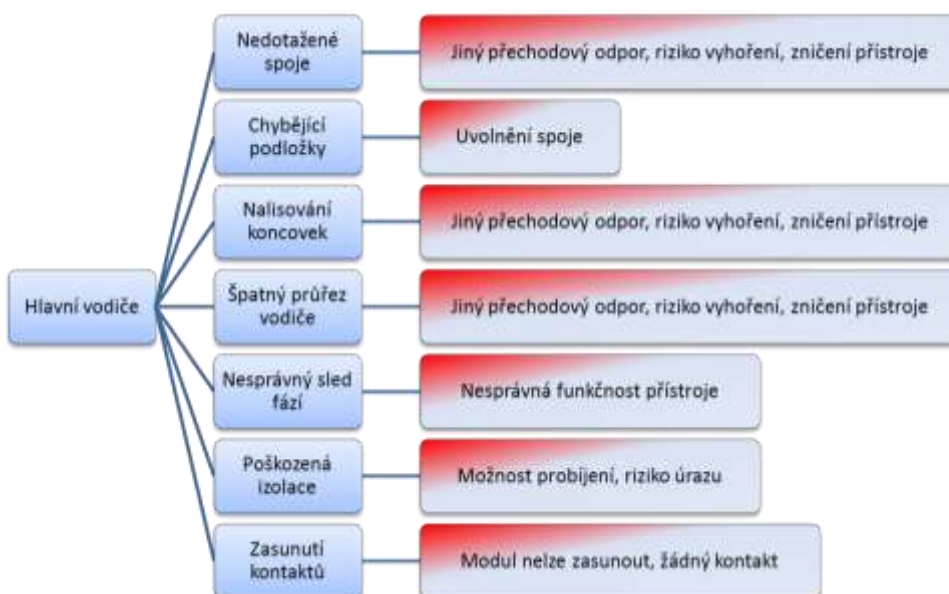 Nedotažené
spoje
Jiný přechodový odpor, riziko vyhoření, zničení přístroje
Chybějící
podložky
Uvolnění spoje
Nalisování
koncovek
Jiný přechodový odpor, riziko vyhoření, zničení přístroje
Hlavní vodiče
Špatný průřez
vodiče
Jiný přechodový odpor, riziko vyhoření, zničení přístroje
Nesprávný sled
fází
Nesprávná funkčnost přístroje
Poškozená
izolace
Možnost probíjení, riziko úrazu
Zasunutí
kontaktů
Modul nelze zasunout, žádný kontakt